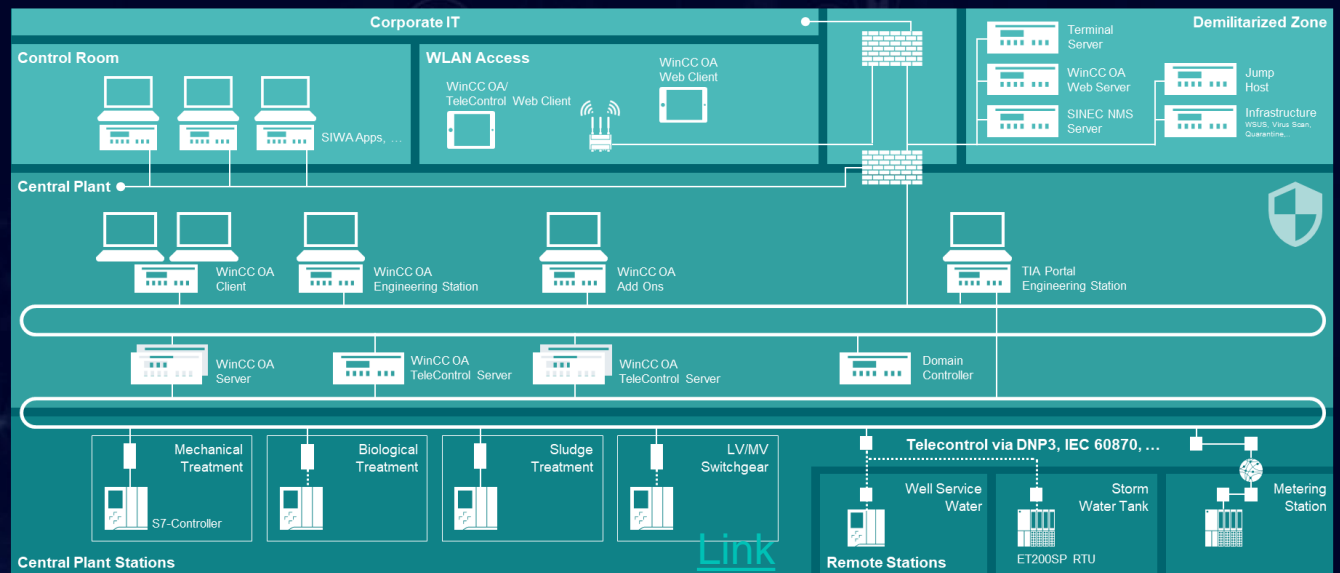 Corporate IT
Demilitarized Zone
Control Room
SIWA Apps, ...
WLAN Access
WinCC OA/
TeleControl Web Client
WinCC OA
Web Client
Terminal
Server
WinCC OA
Web Server
SINEC NMS
Server
Jump
Host
Infrastructure
WSUS, Virus Scan,
Quarantine,...
Central Plant
WinCC OA
Client
WinCC OA
Engineering Station
WinCC OA
Add Ons
TIA Portal
Engineering Station
WinCC OA
Server
WinCC OA
TeleControl Server
WinCC OA
TeleControl Server
Domain
Controller
Mechanical
Treatment
S7-Controller
Biological
Treatment
Sludge
Treatment
LV/MV
Switchgear
Telecontrol via DNP3, IEC 60870, ...
Well Service
Water
Storm
Water Tank
ET200SP RTU
Metering
Station
Central Plant Stations
Link
Remote Stations